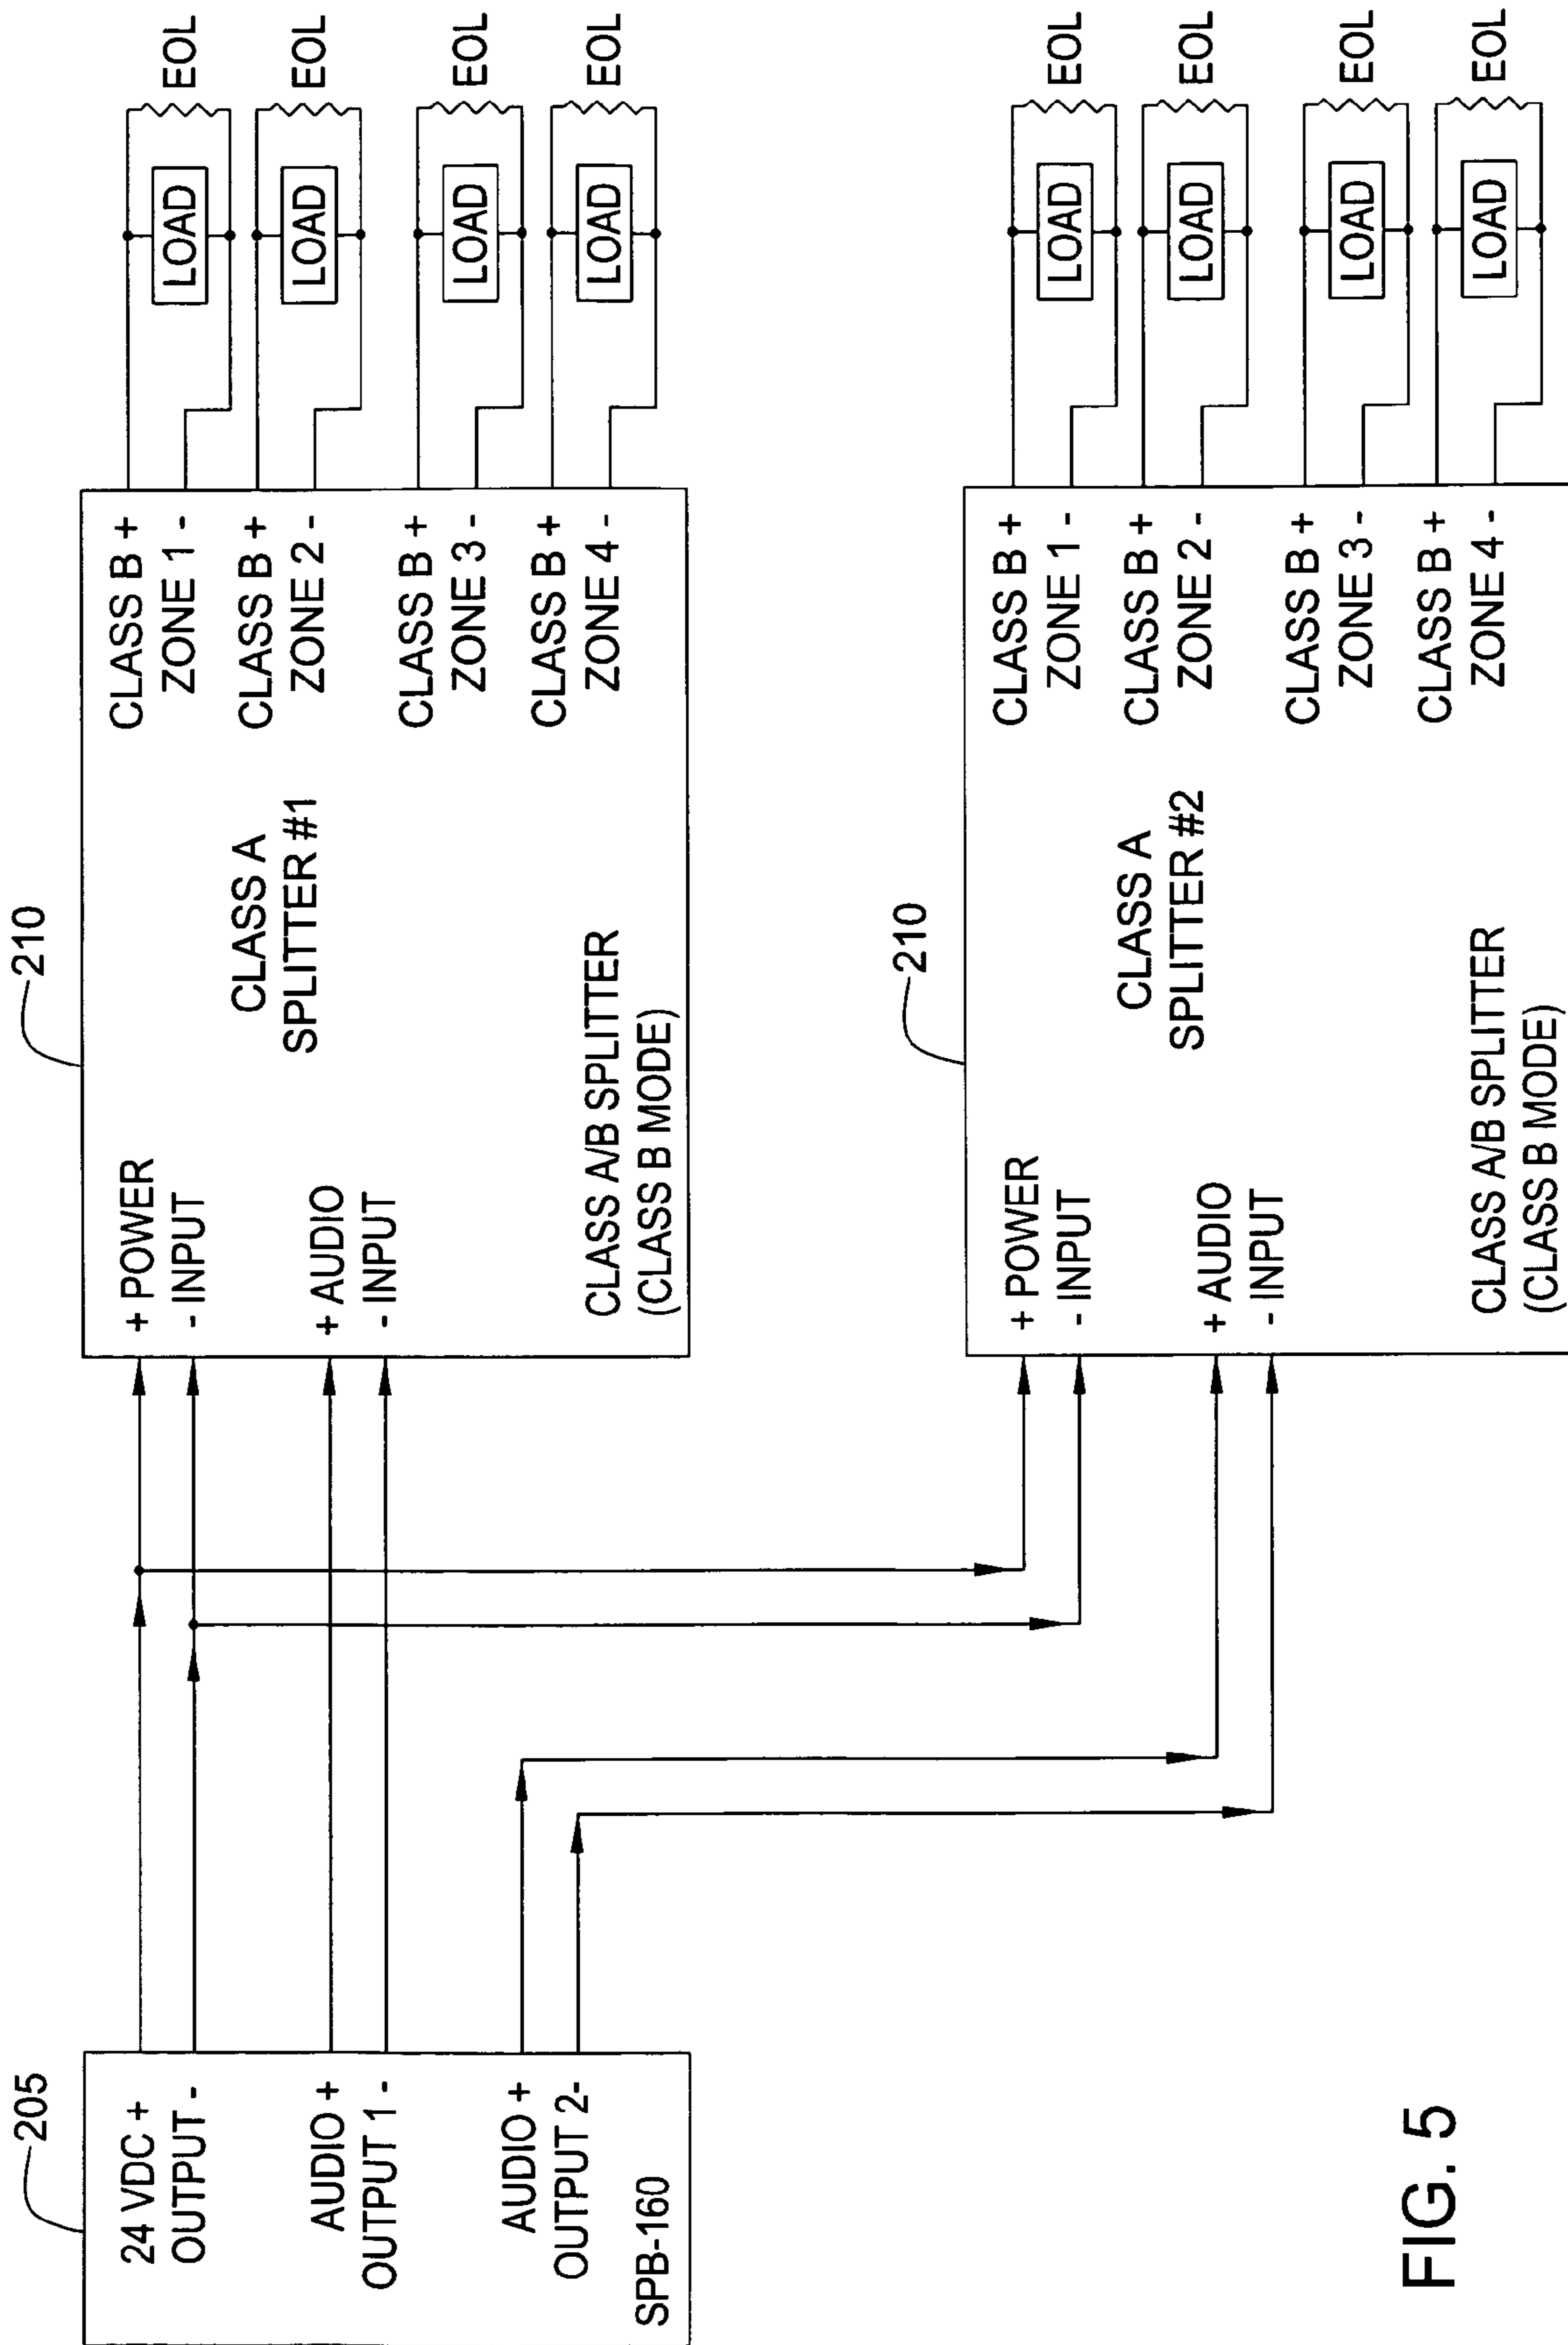 205
24 VDC +
OUTPUT -
AUDIO +
OUTPUT 1 -
AUDIO +
OUTPUT 2-
SPB-160
210
+ POWER
- INPUT
+ AUDIO
- INPUT
CLASS A
SPLITTER #1
CLASS A/B SPLITTER
(CLASS B MODE)
CLASS B +
ZONE 1 -
CLASS B +
ZONE 2 -
CLASS B +
ZONE 3 -
CLASS B +
ZONE 4 -
LOAD
EOL
LOAD
EOL
LOAD
EOL
LOAD
EOL
210
+ POWER
- INPUT
+ AUDIO
- INPUT
CLASS A
SPLITTER #2
CLASS A/B SPLITTER
(CLASS B MODE)
CLASS B +
ZONE 1 -
CLASS B +
ZONE 2 -
CLASS B +
ZONE 3 -
CLASS B +
ZONE 4 -
LOAD
EOL
LOAD
EOL
LOAD
EOL
LOAD
EOL
FIG. 5